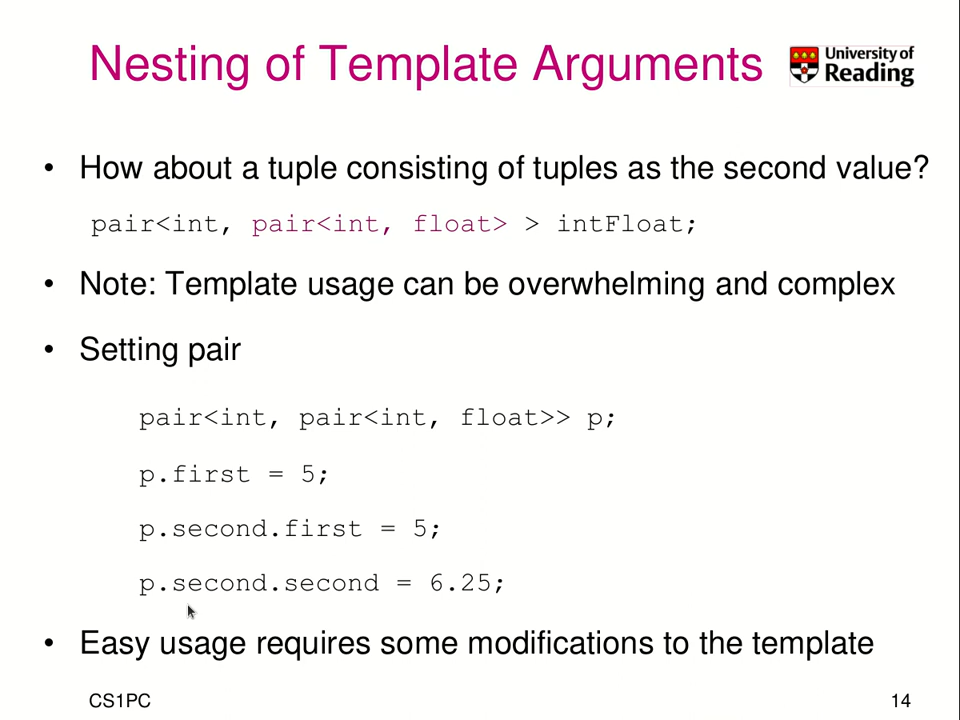 Nesting of Template Arguments
University of
Reading
• How about a tuple consisting of tuples as the second value?
pair<int, pair<int, float> > intFloat;
• Note: Template usage can be overwhelming and complex
• Setting pair
pair<int, pair<int, float>> p;
p.first = 5;
p.second.first = 5;
p.second.second = 6.25;
• Easy usage requires some modifications to the template
CS1PC
14